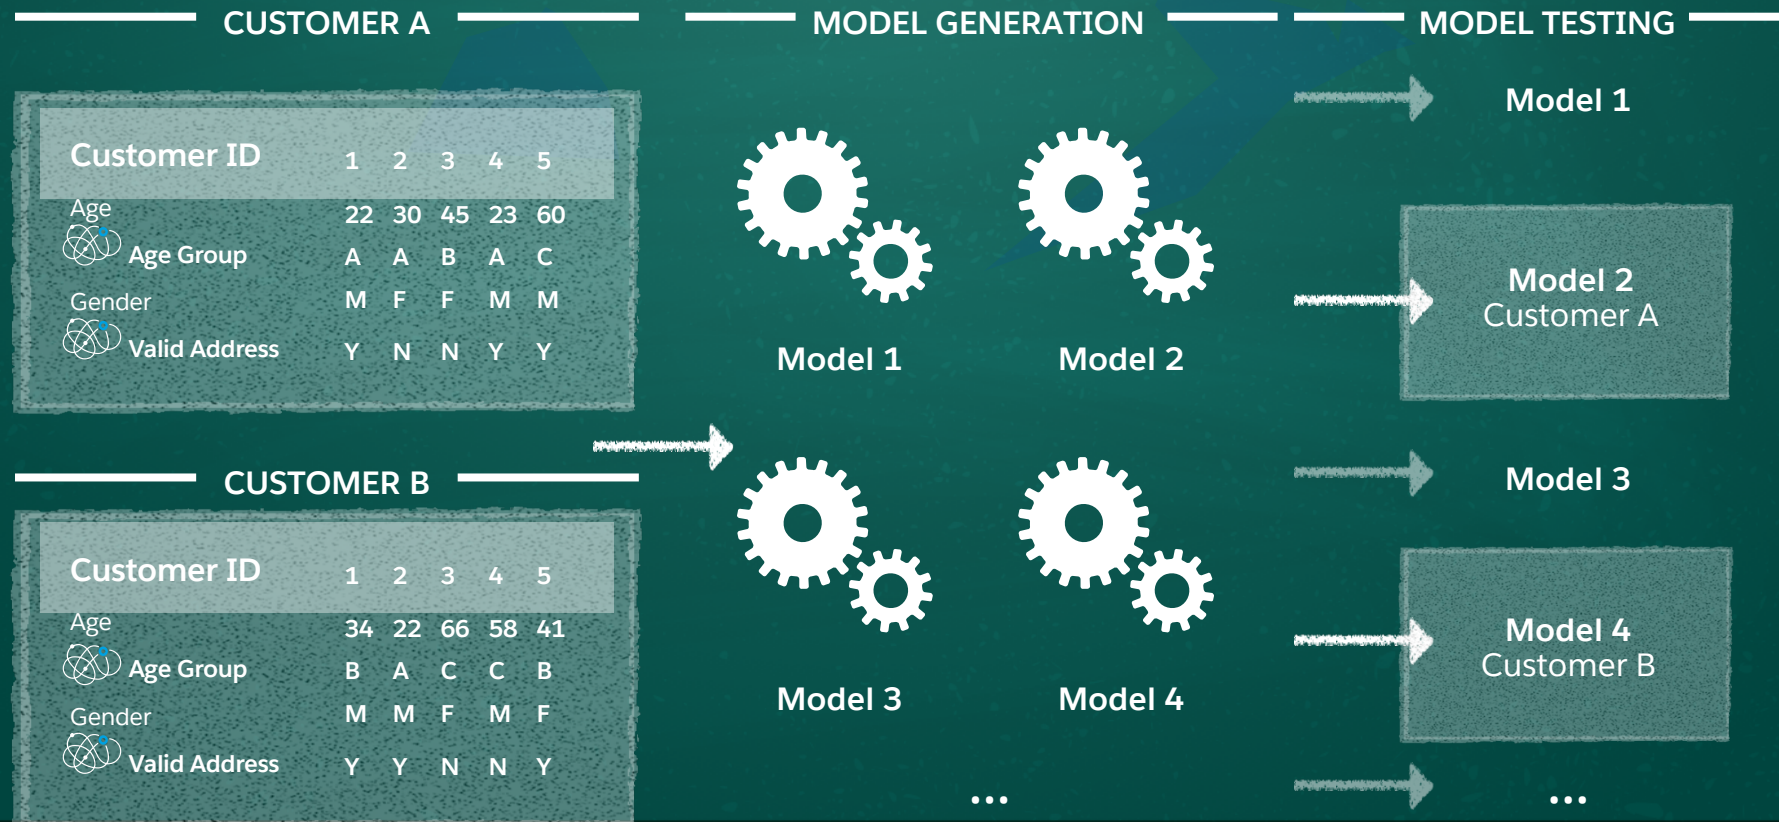 CUSTOMER A
Customer ID 1 2 3 4 5
Age 22 30 45 23 60
Age Group A A B A C
Gender M F F M M
Valid Address Y N N Y Y
CUSTOMER B
Customer ID 1 2 3 4 5
Age 34 22 66 58 41
Age Group B A C C B
Gender M M F M F
Valid Address Y Y N N Y
MODEL GENERATION
Model 1 Model 2
Model 3 Model 4
...
MODEL TESTING
Model 1
Model 2
Customer A
Model 3
Model 4
Customer B
...